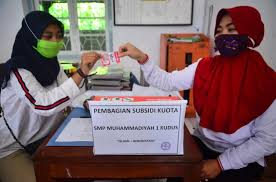 PEMBAGIAN SUBSIDI KUOTA
SMP MUHAMMADIYAH 1 KUDUS